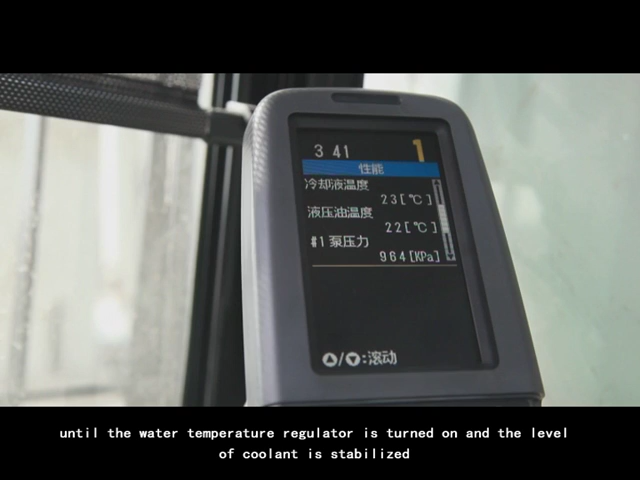 3 41 1
性能
冷却液温度
23[℃]
液压油温度
22[℃]
#1泵压力
964[KPa]
/ :滚动
until the water temperature regulator is turned on and the level
of coolant is stabilized